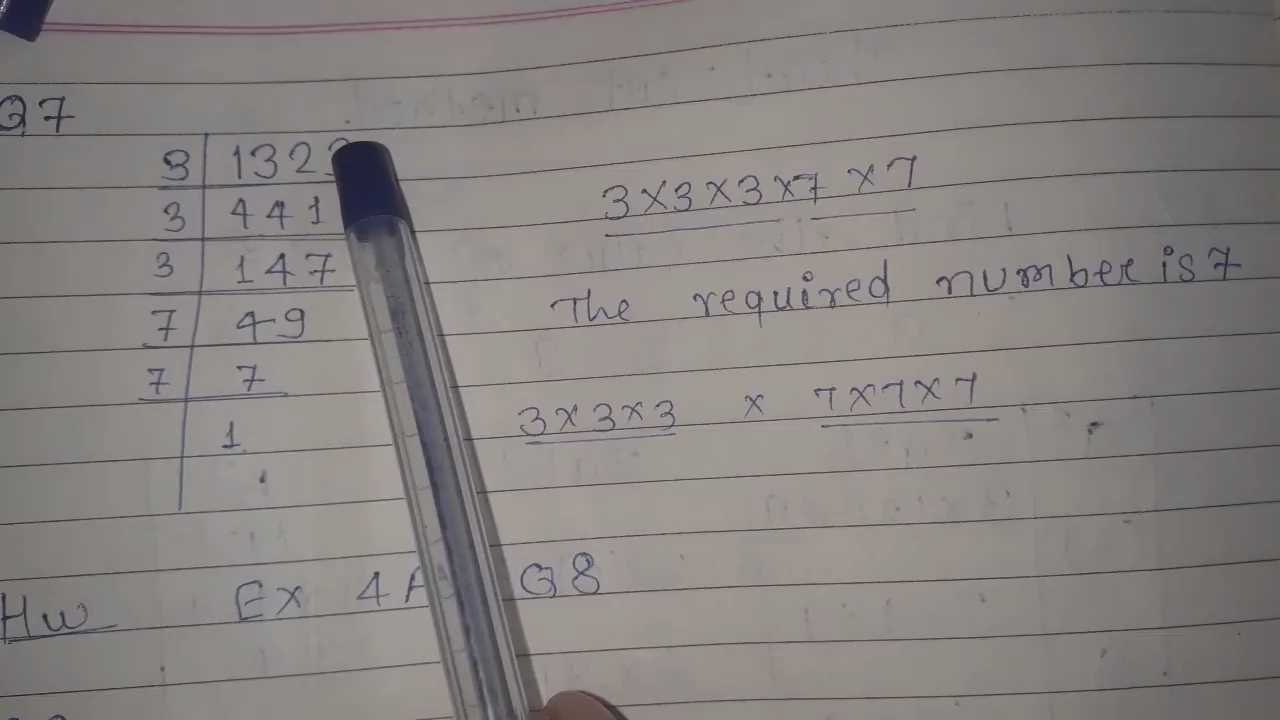 Q7
3 | 132
3 | 441
3 | 147
7 | 49
7 | 7
1
3×3×3×7×7
The required number is 7
3×3×3 × 7×7×7
Hw Ex 4 Q8